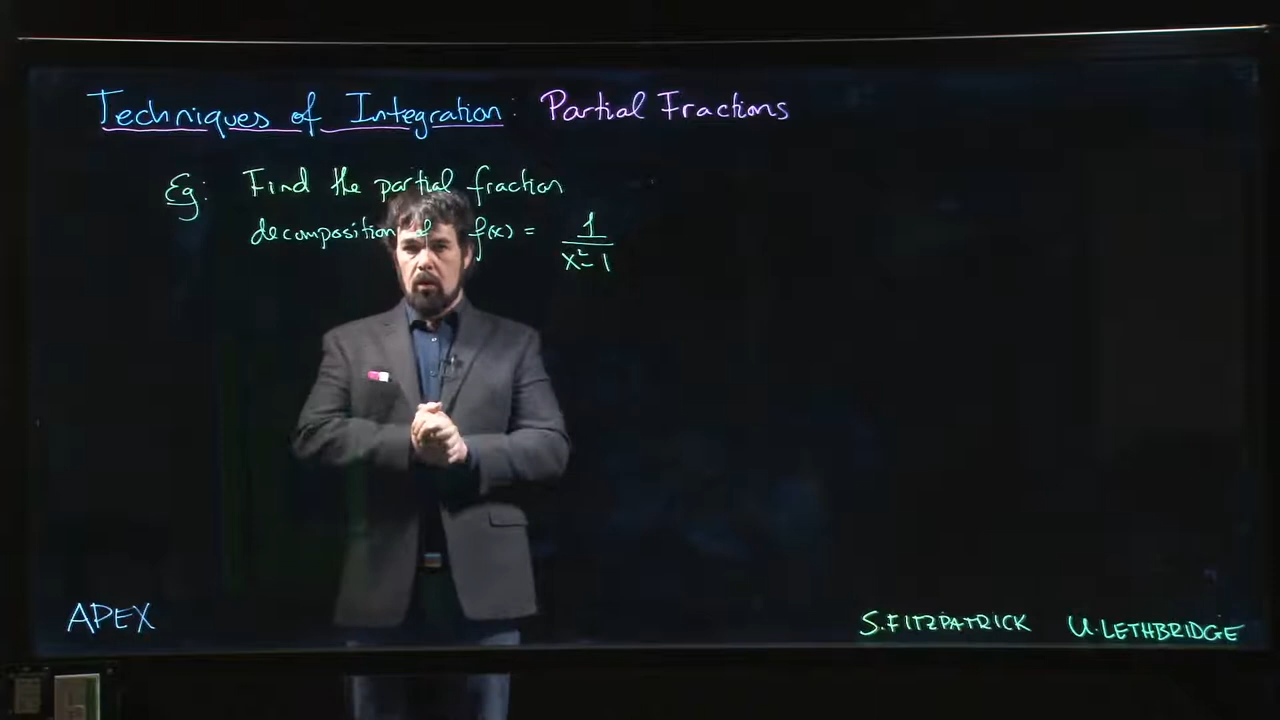 Techniques of Integration: Partial Fractions
Eg: Find the partial fraction
decomposition of f(x) = 1/(x²-1)
APEX
S.FITZPATRICK U.LETHBRIDGE